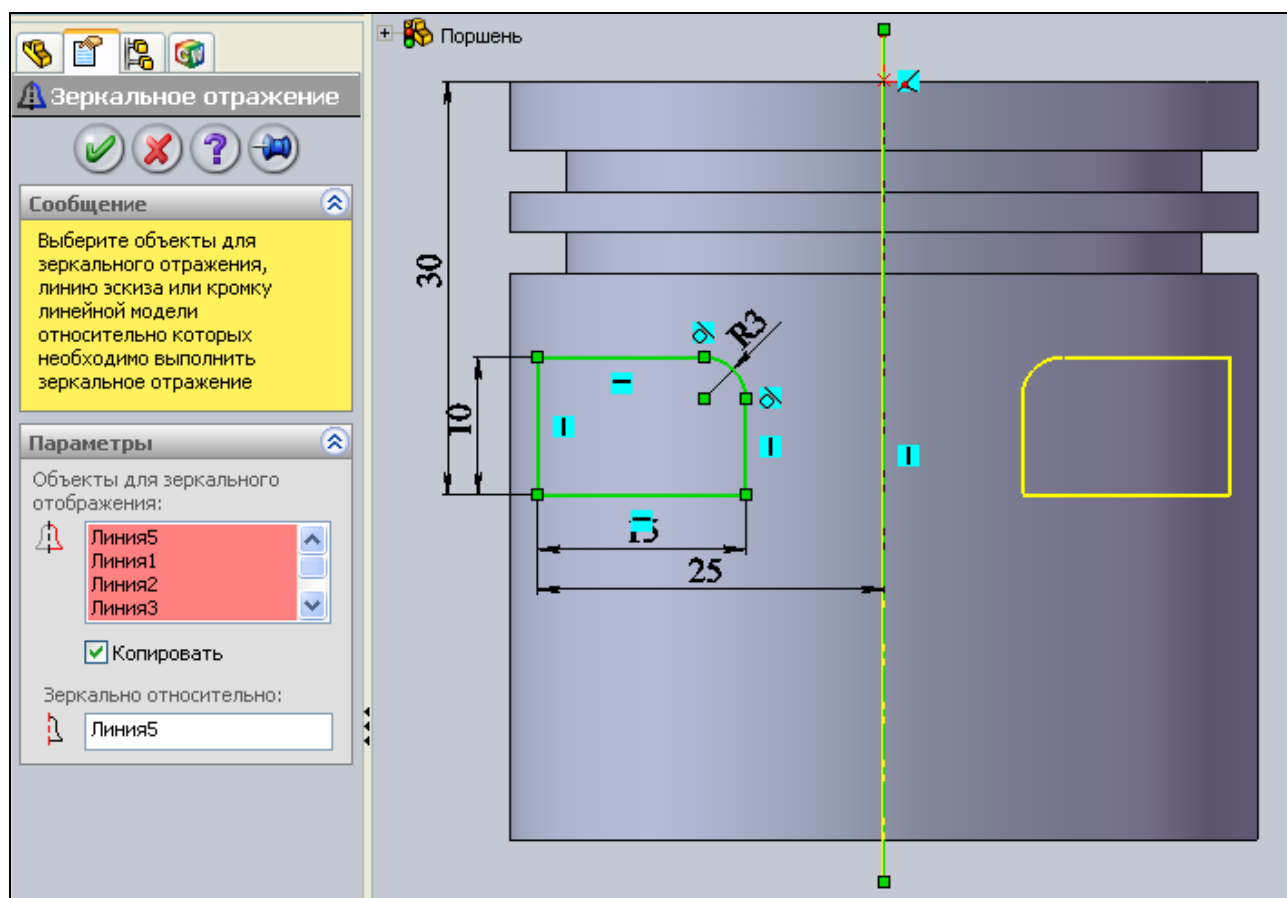 Зеркальное отражение
Сообщение
Выберите объекты для
зеркального отражения,
линию эскиза или кромку
линейной модели
относительно которых
необходимо выполнить
зеркальное отражение
Параметры
Объекты для зеркального
отображения:
Линия5
Линия1
Линия2
Линия3
Копировать
Зеркально относительно:
Линия5
Поршень
30
R3
10
15
25